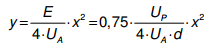 y = E / (4·U_A) · x² = 0,75 · U_P / (4·U_A·d) · x²